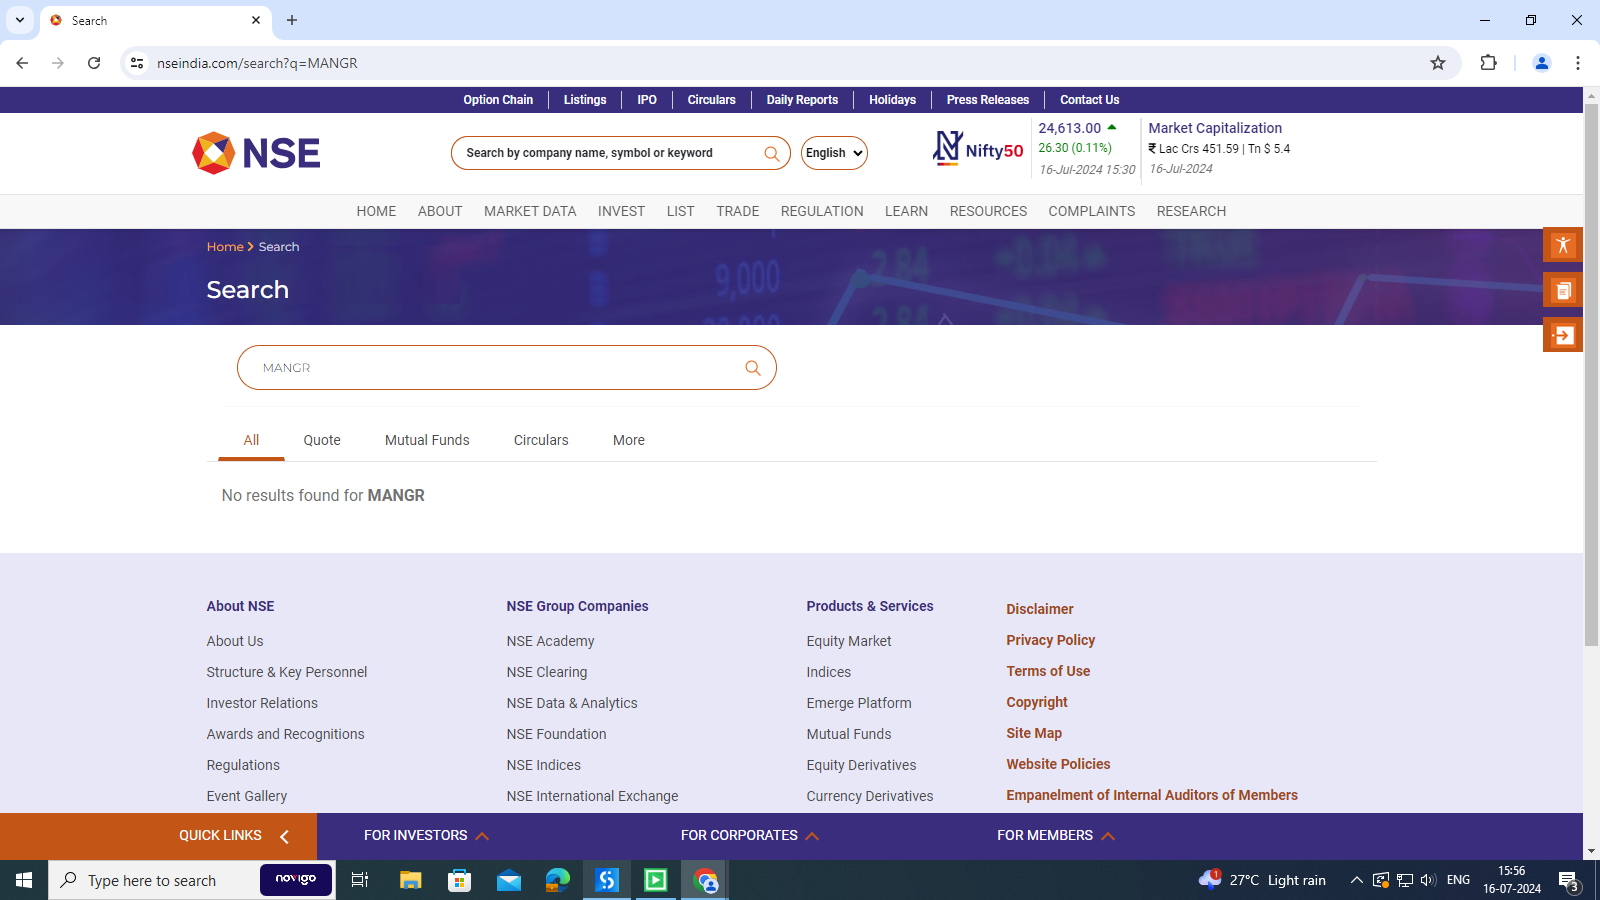 Search
nseindia.com/search?q=MANGR
Option Chain Listings IPO Circulars Daily Reports Holidays Press Releases Contact Us
NSE
Search by company name, symbol or keyword
English
Nifty50
24,613.00
26.30 (0.11%)
16-Jul-2024 15:30
Market Capitalization
₹ Lac Crs 451.59 | Tn $ 5.4
16-Jul-2024
HOME ABOUT MARKET DATA INVEST LIST TRADE REGULATION LEARN RESOURCES COMPLAINTS RESEARCH
Home Search
Search
9,000
2.84
2.84
MANGR
All Quote Mutual Funds Circulars More
No results found for MANGR
About NSE
About Us
Structure & Key Personnel
Investor Relations
Awards and Recognitions
Regulations
Event Gallery
NSE Group Companies
NSE Academy
NSE Clearing
NSE Data & Analytics
NSE Foundation
NSE Indices
NSE International Exchange
Products & Services
Equity Market
Indices
Emerge Platform
Mutual Funds
Equity Derivatives
Currency Derivatives
Disclaimer
Privacy Policy
Terms of Use
Copyright
Site Map
Website Policies
Empanelment of Internal Auditors of Members
QUICK LINKS FOR INVESTORS FOR CORPORATES FOR MEMBERS
Type here to search
novigo
1
27°C Light rain
ENG
15:56
16-07-2024
3